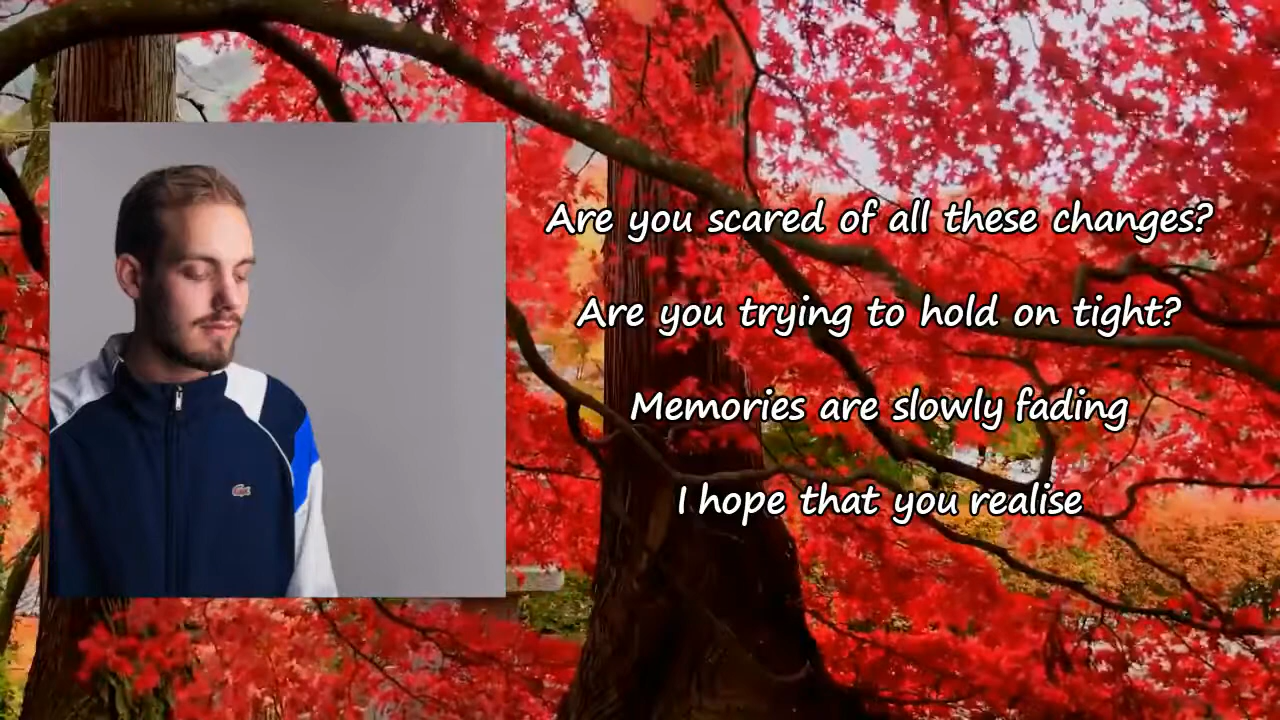 Are you scared of all these changes?
Are you trying to hold on tight?
Memories are slowly fading
I hope that you realise